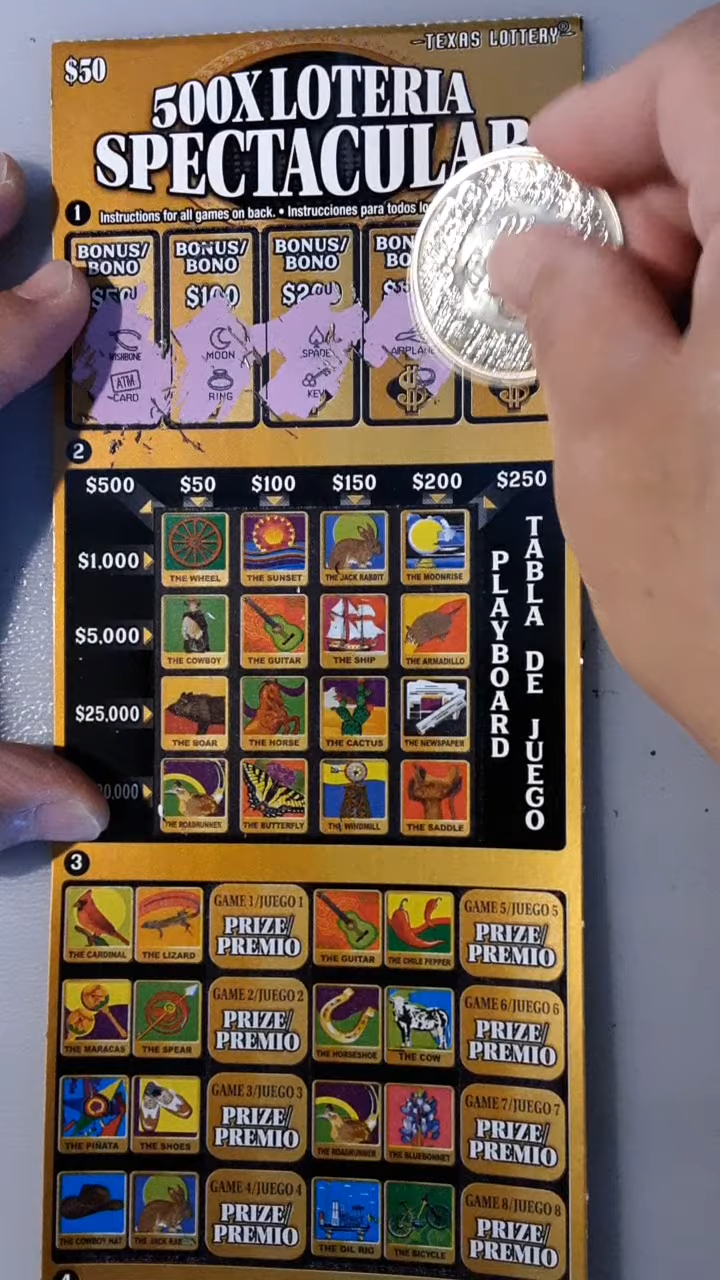 TEXAS LOTTERY®
$50
500X LOTERIA
SPECTACULAR
1 Instructions for all games on back. • Instrucciones para todos
BONUS/ BONUS/ BONUS/
BONO BONO BONO
$50 $100 $200
WISHBONE MOON SPADE AIRPLANE
ATM
CARD RING KEY
2
$500 $50 $100 $150 $200 $250
$1,000
THE WHEEL THE SUNSET THE JACK RABBIT THE MOONRISE
$5,000
THE COWBOY THE GUITAR THE SHIP THE ARMADILLO
$25,000
THE BOAR THE HORSE THE CACTUS THE NEWSPAPER
THE ROADRUNNER THE BUTTERFLY THE WINDMILL THE SADDLE
PLAYBOARD
TABLA DE JUEGO
3
GAME 1/JUEGO 1 GAME 5/JUEGO 5
PRIZE/ PRIZE/
PREMIO PREMIO
THE CARDINAL THE LIZARD THE GUITAR THE CHILE PEPPER
GAME 2/JUEGO 2 GAME 6/JUEGO 6
PRIZE/ PRIZE/
PREMIO PREMIO
THE MARACAS THE SPEAR THE HORSESHOE THE COW
GAME 3/JUEGO 3 GAME 7/JUEGO 7
PRIZE/ PRIZE/
PREMIO PREMIO
THE PIÑATA THE SHOES THE ROADRUNNER THE BLUEBONNET
GAME 4/JUEGO 4 GAME 8/JUEGO 8
PRIZE/ PRIZE/
PREMIO PREMIO
THE COWBOY HAT THE JACK RABBIT THE OIL RIG THE BICYCLE